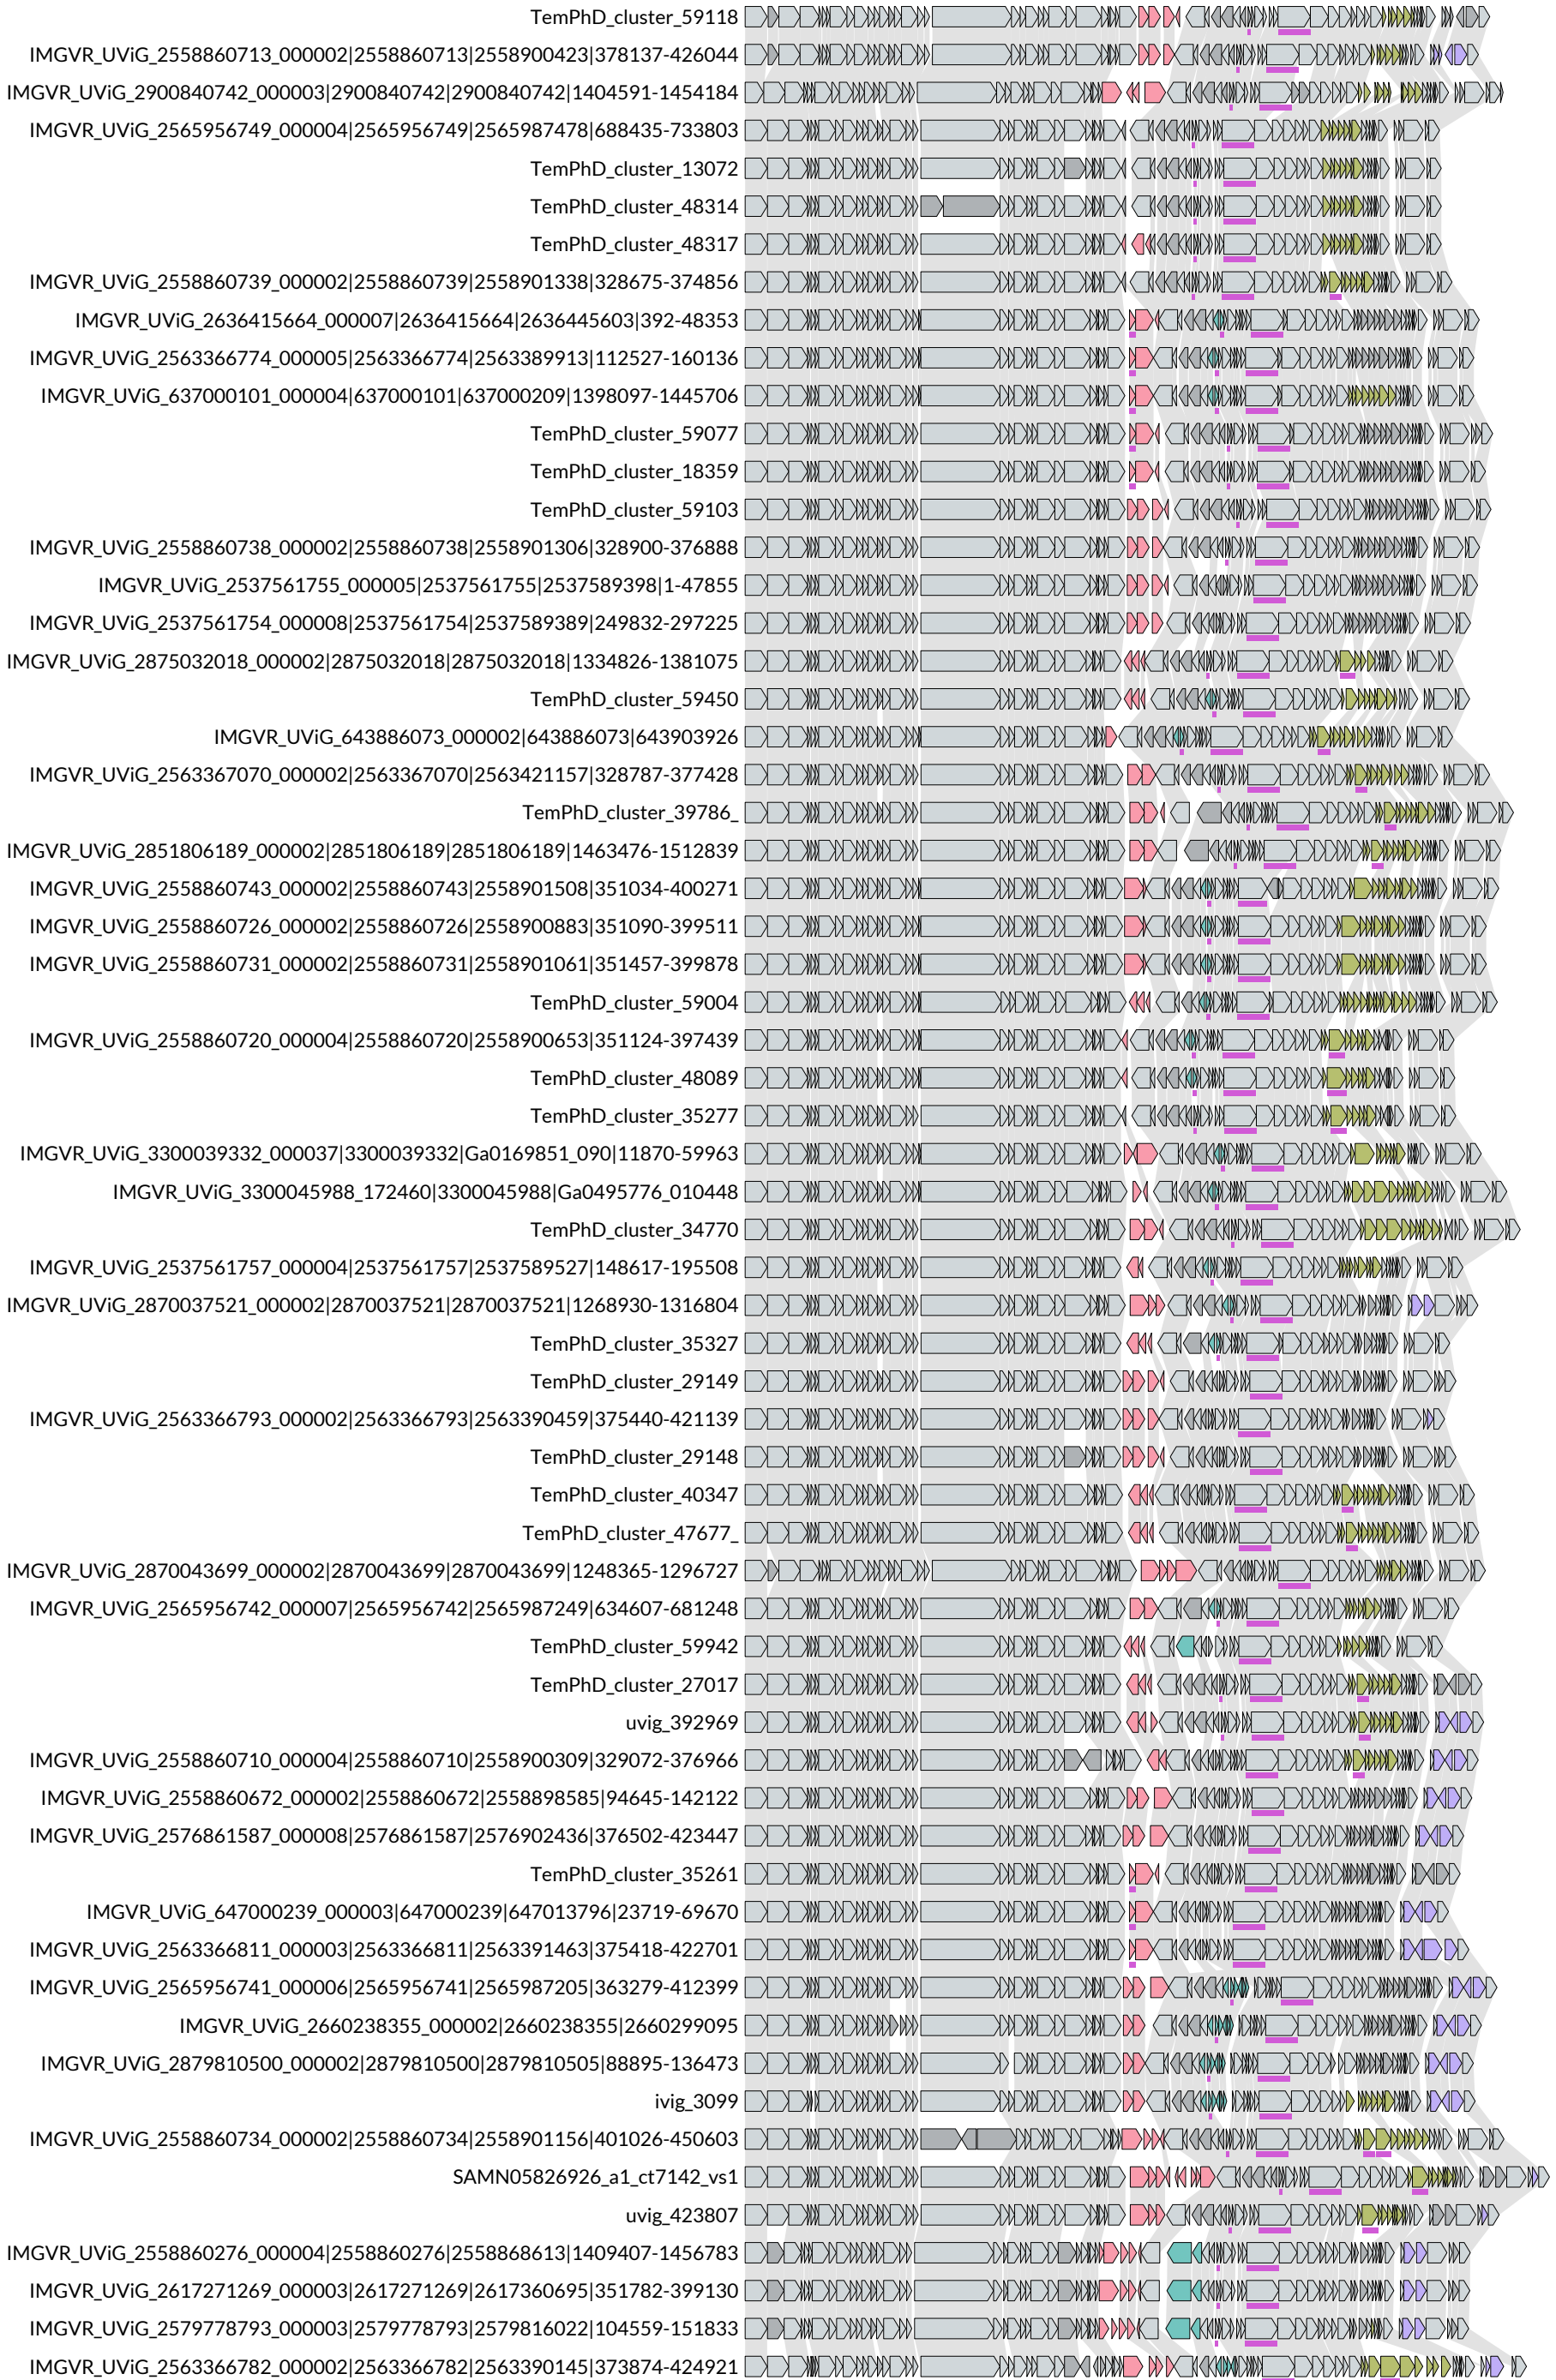 TemPhD_cluster_59118
IMGVR_UViG_2558860713_000002|2558860713|2558900423|378137-426044
IMGVR_UViG_2900840742_000003|2900840742|2900840742|1404591-1454184
IMGVR_UViG_2565956749_000004|2565956749|2565987478|688435-733803
TemPhD_cluster_13072
TemPhD_cluster_48314
TemPhD_cluster_48317
IMGVR_UViG_2558860739_000002|2558860739|2558901338|328675-374856
IMGVR_UViG_2636415664_000007|2636415664|2636445603|392-48353
IMGVR_UViG_2563366774_000005|2563366774|2563389913|112527-160136
IMGVR_UViG_637000101_000004|637000101|637000209|1398097-1445706
TemPhD_cluster_59077
TemPhD_cluster_18359
TemPhD_cluster_59103
IMGVR_UViG_2558860738_000002|2558860738|2558901306|328900-376888
IMGVR_UViG_2537561755_000005|2537561755|2537589398|1-47855
IMGVR_UViG_2537561754_000008|2537561754|2537589389|249832-297225
IMGVR_UViG_2875032018_000002|2875032018|2875032018|1334826-1381075
TemPhD_cluster_59450
IMGVR_UViG_643886073_000002|643886073|643903926
IMGVR_UViG_2563367070_000002|2563367070|2563421157|328787-377428
TemPhD_cluster_39786_
IMGVR_UViG_2851806189_000002|2851806189|2851806189|1463476-1512839
IMGVR_UViG_2558860743_000002|2558860743|2558901508|351034-400271
IMGVR_UViG_2558860726_000002|2558860726|2558900883|351090-399511
IMGVR_UViG_2558860731_000002|2558860731|2558901061|351457-399878
TemPhD_cluster_59004
IMGVR_UViG_2558860720_000004|2558860720|2558900653|351124-397439
TemPhD_cluster_48089
TemPhD_cluster_35277
IMGVR_UViG_3300039332_000037|3300039332|Ga0169851_090|11870-59963
IMGVR_UViG_3300045988_172460|3300045988|Ga0495776_010448
TemPhD_cluster_34770
IMGVR_UViG_2537561757_000004|2537561757|2537589527|148617-195508
IMGVR_UViG_2870037521_000002|2870037521|2870037521|1268930-1316804
TemPhD_cluster_35327
TemPhD_cluster_29149
IMGVR_UViG_2563366793_000002|2563366793|2563390459|375440-421139
TemPhD_cluster_29148
TemPhD_cluster_40347
TemPhD_cluster_47677_
IMGVR_UViG_2870043699_000002|2870043699|2870043699|1248365-1296727
IMGVR_UViG_2565956742_000007|2565956742|2565987249|634607-681248
TemPhD_cluster_59942
TemPhD_cluster_27017
uvig_392969
IMGVR_UViG_2558860710_000004|2558860710|2558900309|329072-376966
IMGVR_UViG_2558860672_000002|2558860672|2558898585|94645-142122
IMGVR_UViG_2576861587_000008|2576861587|2576902436|376502-423447
TemPhD_cluster_35261
IMGVR_UViG_647000239_000003|647000239|647013796|23719-69670
IMGVR_UViG_2563366811_000003|2563366811|2563391463|375418-422701
IMGVR_UViG_2565956741_000006|2565956741|2565987205|363279-412399
IMGVR_UViG_2660238355_000002|2660238355|2660299095
IMGVR_UViG_2879810500_000002|2879810500|2879810505|88895-136473
ivig_3099
IMGVR_UViG_2558860734_000002|2558860734|2558901156|401026-450603
SAMN05826926_a1_ct7142_vs1
uvig_423807
IMGVR_UViG_2558860276_000004|2558860276|2558868613|1409407-1456783
IMGVR_UViG_2617271269_000003|2617271269|2617360695|351782-399130
IMGVR_UViG_2579778793_000003|2579778793|2579816022|104559-151833
IMGVR_UViG_2563366782_000002|2563366782|2563390145|373874-424921